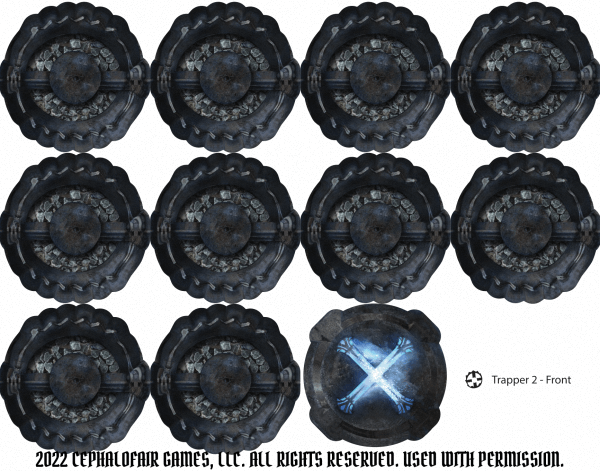 Trapper 2 - Front
2022 CEPHALOFAIR GAMES, LLC. ALL RIGHTS RESERVED. USED WITH PERMISSION.